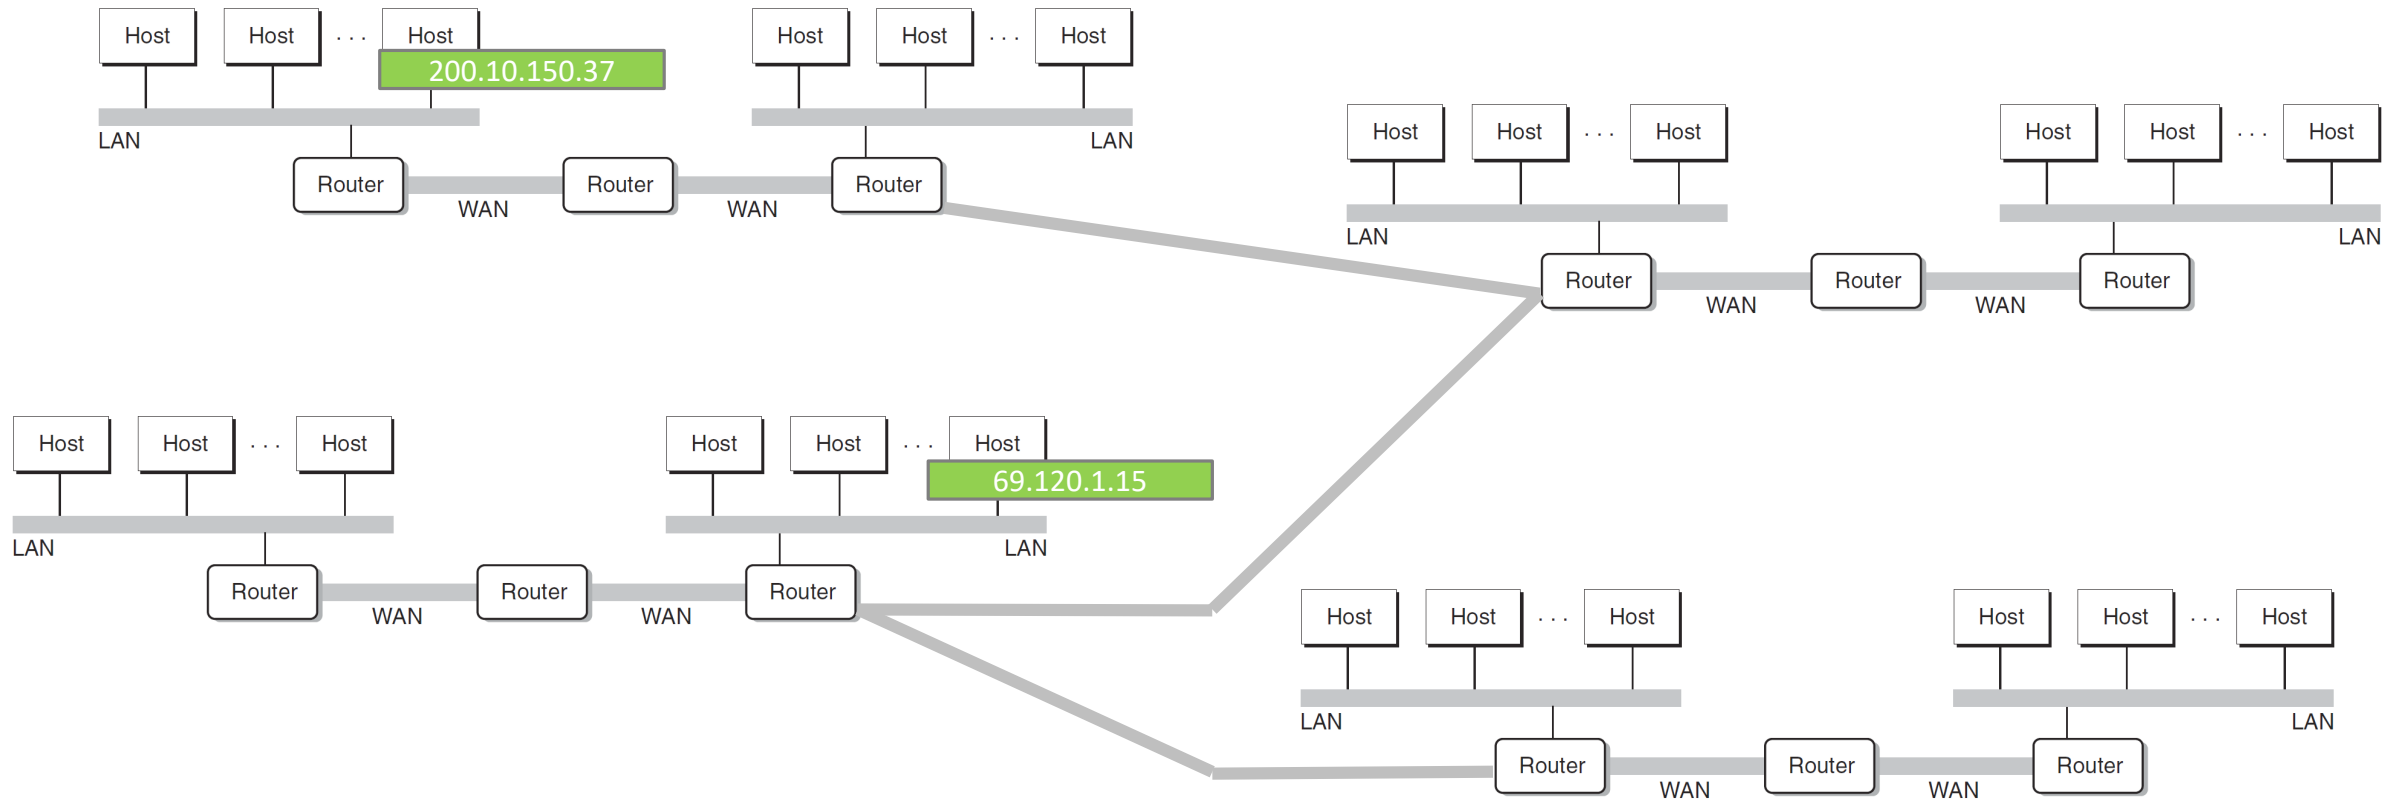 Host Host . . . Host
200.10.150.37
LAN
Router WAN Router WAN Router
Host Host . . . Host
LAN
Host Host . . . Host
LAN
Router WAN Router WAN Router
Host Host . . . Host
LAN
Host Host . . . Host
LAN
Router WAN Router WAN Router
Host Host . . . Host
69.120.1.15
LAN
Host Host . . . Host
LAN
Router WAN Router WAN Router
Host Host . . . Host
LAN